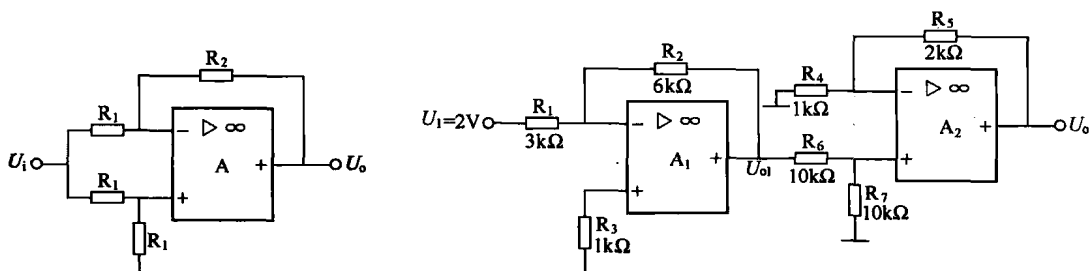 R₂
R₁
Uᵢ
R₁
R₁
− ▷ ∞
A
+
+
Uₒ
U₁=2V
R₁
3kΩ
R₂
6kΩ
− ▷ ∞
A₁
+
+
R₃
1kΩ
Uₒ₁
R₄
1kΩ
R₅
2kΩ
R₆
10kΩ
R₇
10kΩ
− ▷ ∞
A₂
+
+
Uₒ